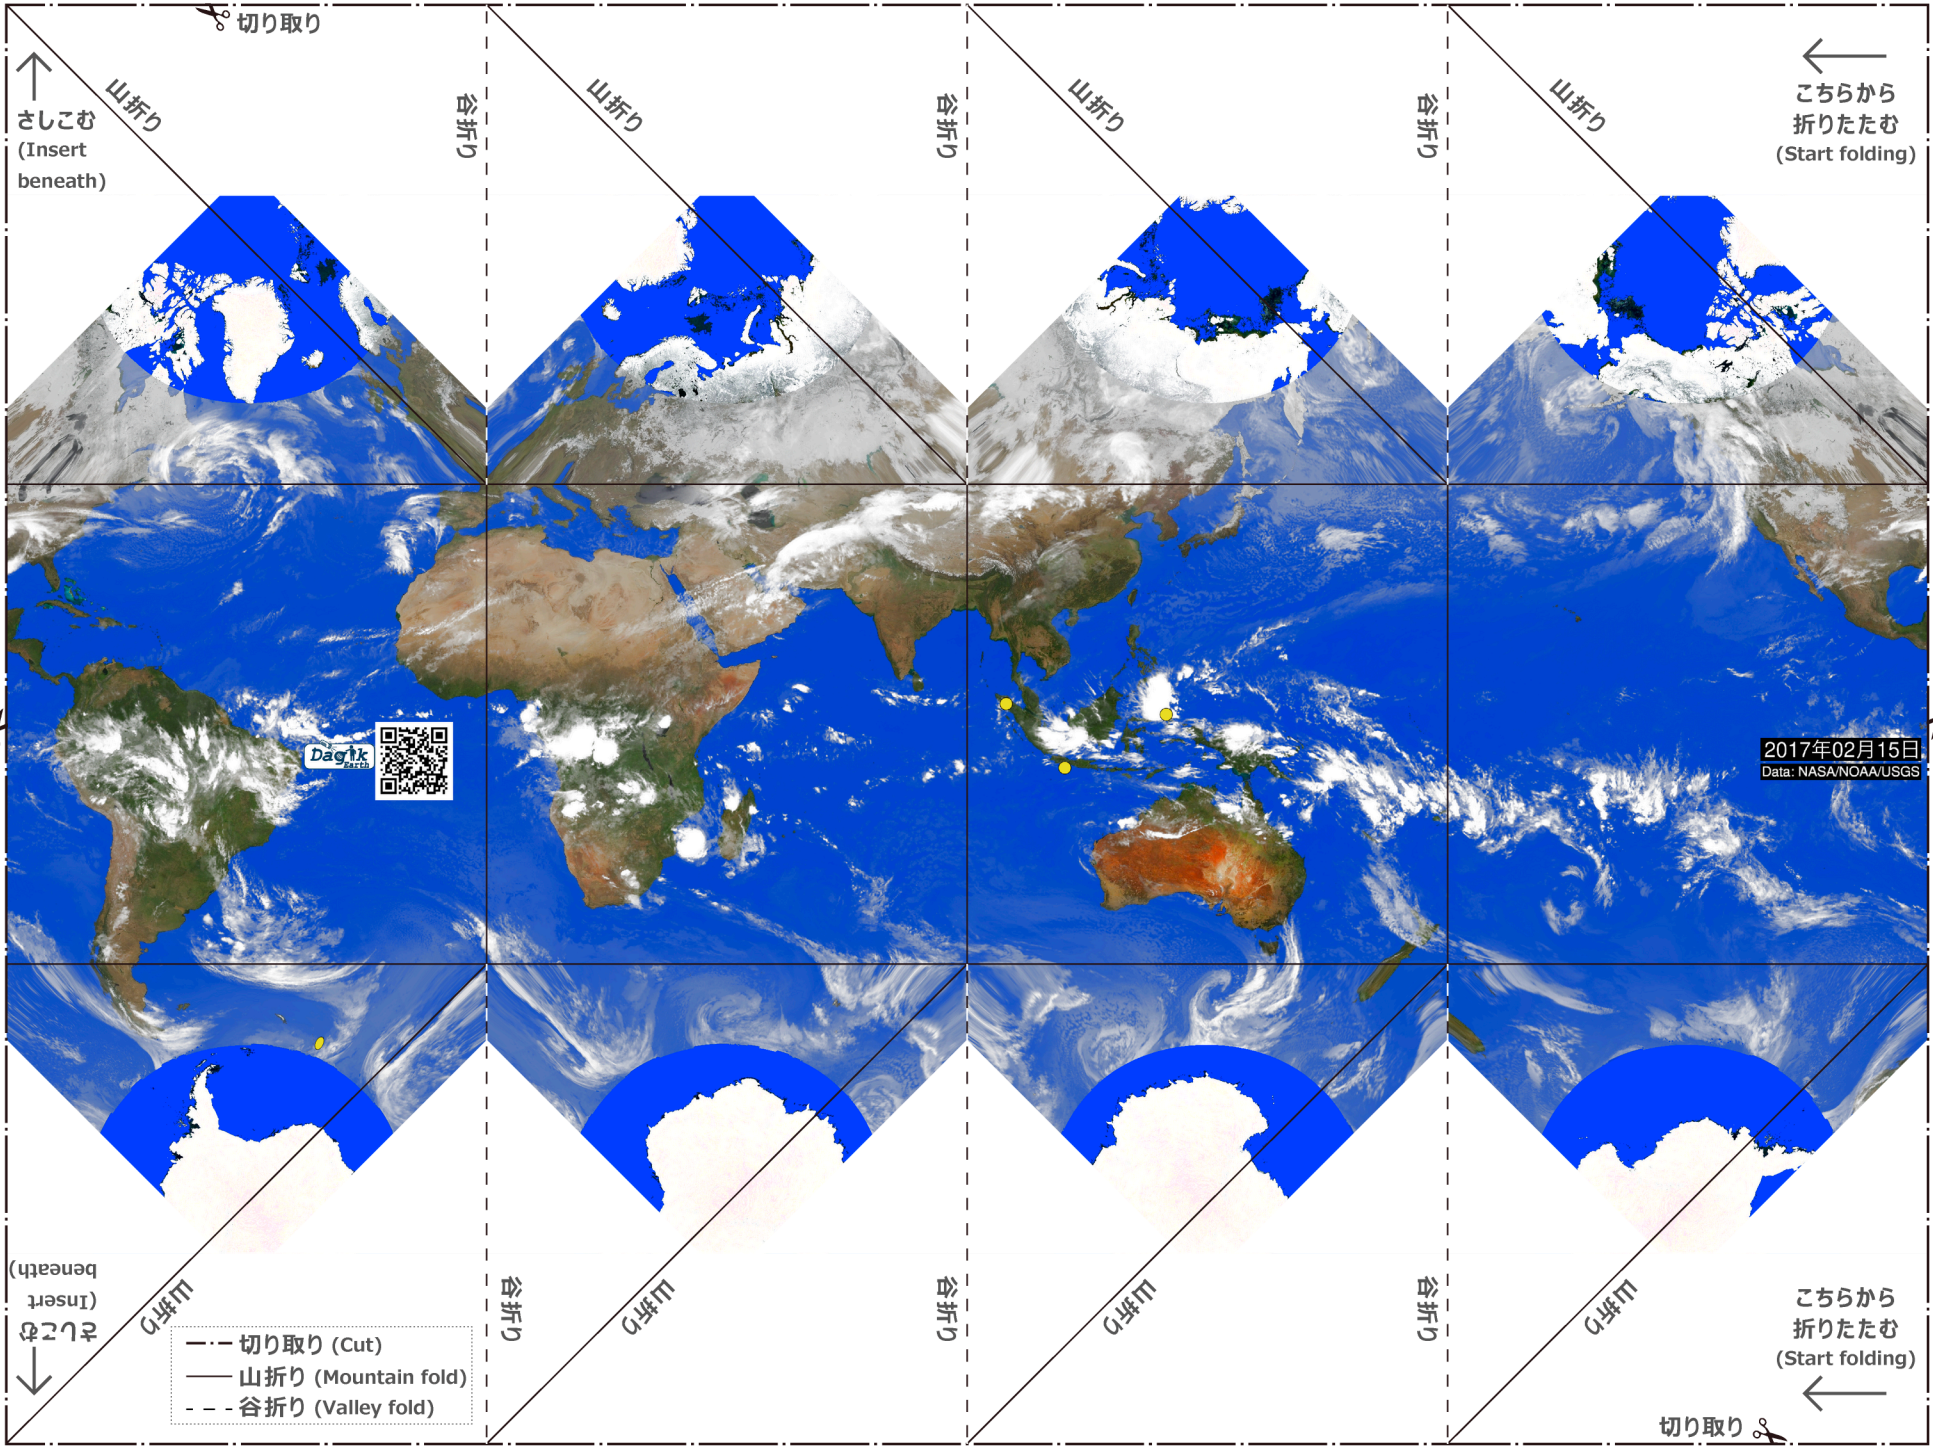 切り取り
山折り
谷折り
山折り
谷折り
山折り
谷折り
山折り
さしこむ
(Insert
beneath)
こちらから
折りたたむ
(Start folding)
Dagik
Earth
2017年02月15日
Data: NASA/NOAA/USGS
さしこむ
(Insert
beneath)
山折り
谷折り
山折り
谷折り
山折り
谷折り
山折り
切り取り (Cut)
山折り (Mountain fold)
谷折り (Valley fold)
こちらから
折りたたむ
(Start folding)
切り取り